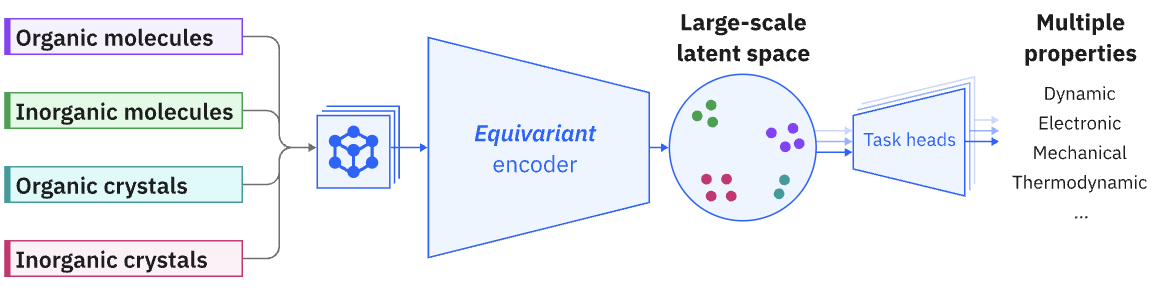 Organic molecules
Inorganic molecules
Organic crystals
Inorganic crystals
Equivariant
encoder
Large-scale
latent space
Task heads
Multiple
properties
Dynamic
Electronic
Mechanical
Thermodynamic
...